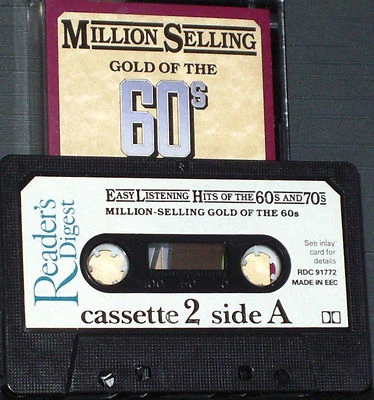 MILLION SELLING
GOLD OF THE
60s
EASY LISTENING HITS OF THE 60s AND 70s
MILLION-SELLING GOLD OF THE 60s
Reader's
Digest
See inlay
card for
details
RDC 91772
MADE IN EEC
cassette 2 side A